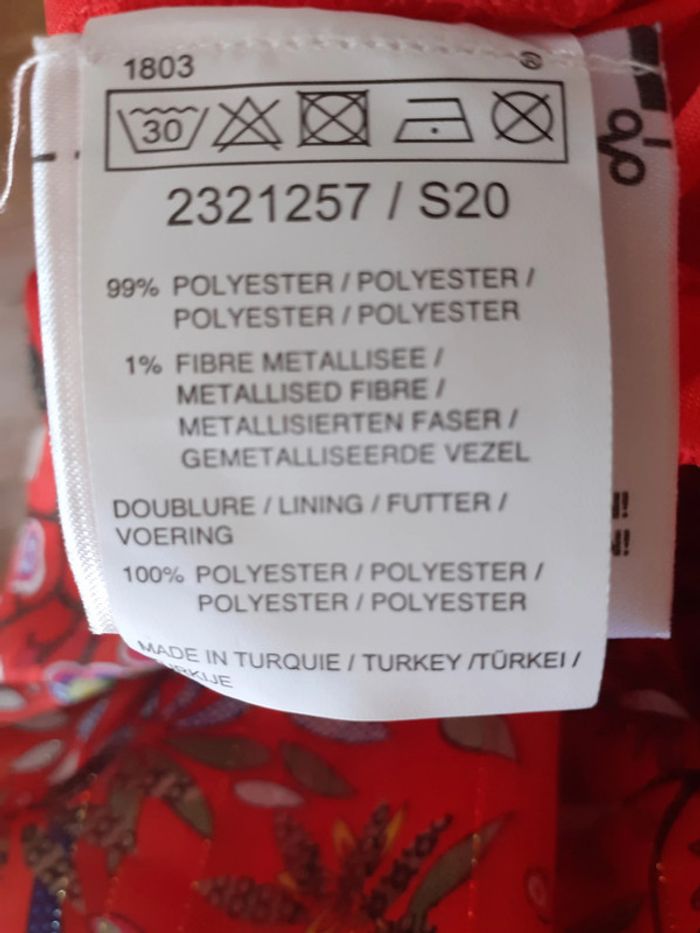 1803
30
2321257 / S20
99% POLYESTER / POLYESTER /
POLYESTER / POLYESTER
1% FIBRE METALLISEE /
METALLISED FIBRE /
METALLISIERTEN FASER /
GEMETALLISEERDE VEZEL
DOUBLURE / LINING / FUTTER /
VOERING
100% POLYESTER / POLYESTER /
POLYESTER / POLYESTER
MADE IN TURQUIE / TURKEY /TÜRKEI /